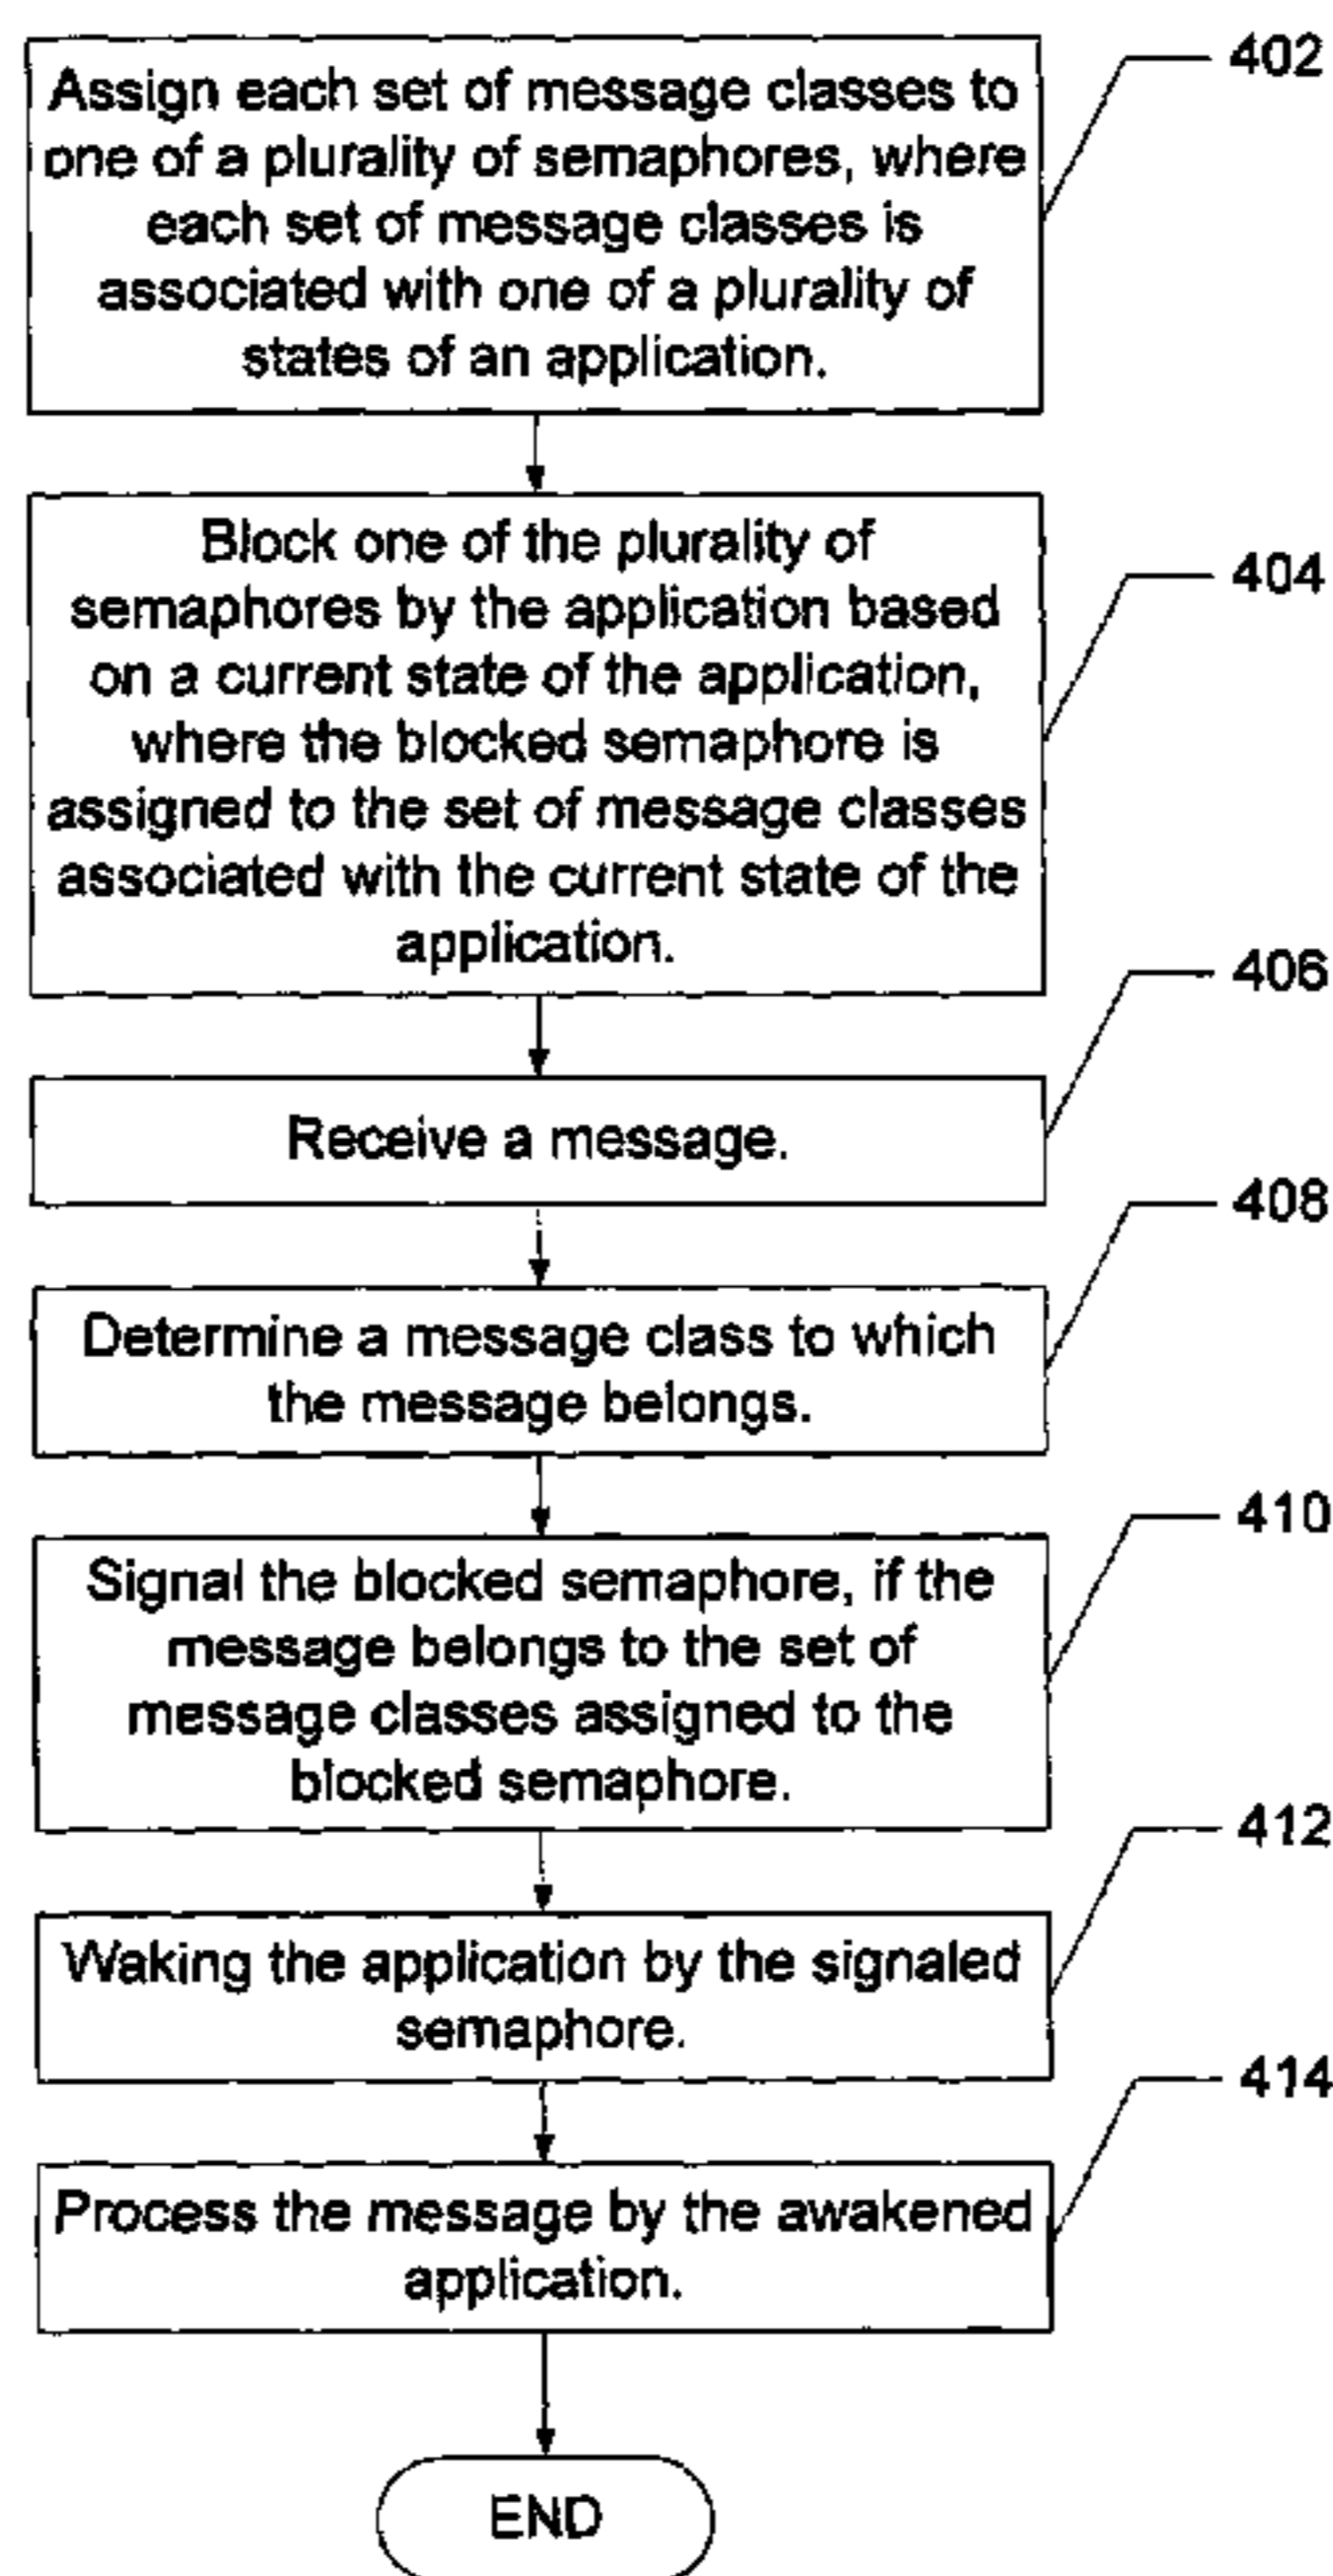 402
Assign each set of message classes to
one of a plurality of semaphores, where
each set of message classes is
associated with one of a plurality of
states of an application.
404
Block one of the plurality of
semaphores by the application based
on a current state of the application,
where the blocked semaphore is
assigned to the set of message classes
associated with the current state of the
application.
406
Receive a message.
408
Determine a message class to which
the message belongs.
410
Signal the blocked semaphore, if the
message belongs to the set of
message classes assigned to the
blocked semaphore.
412
Waking the application by the signaled
semaphore.
414
Process the message by the awakened
application.
END